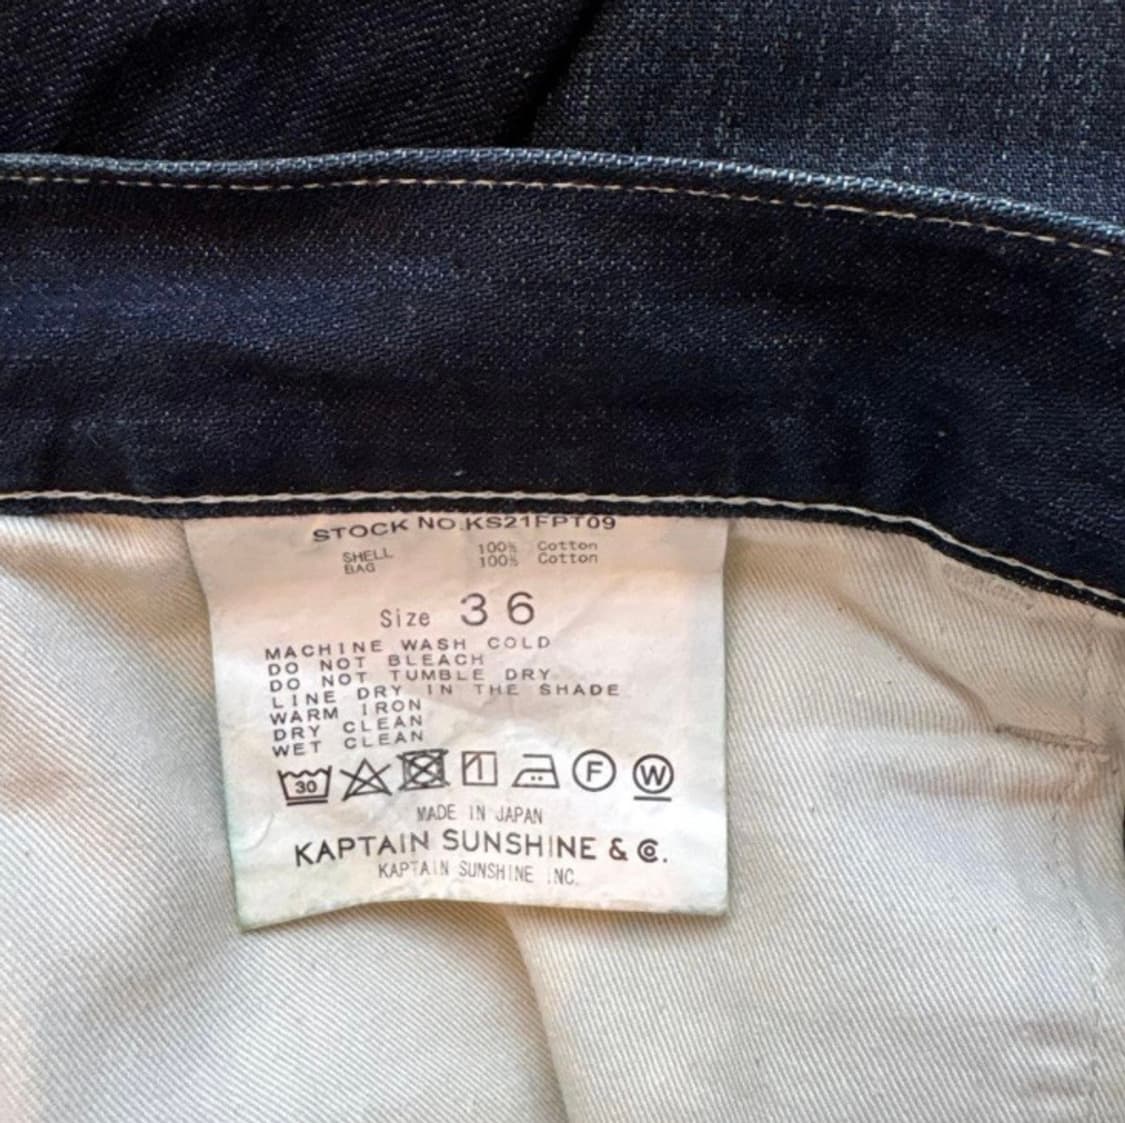 STOCK NO.KS21FPT09
SHELL 100% Cotton
BAG 100% Cotton
Size 36
MACHINE WASH COLD
DO NOT BLEACH
DO NOT TUMBLE DRY
LINE DRY IN THE SHADE
WARM IRON
DRY CLEAN
WET CLEAN
30 F W
MADE IN JAPAN
KAPTAIN SUNSHINE & Co.
KAPTAIN SUNSHINE INC.